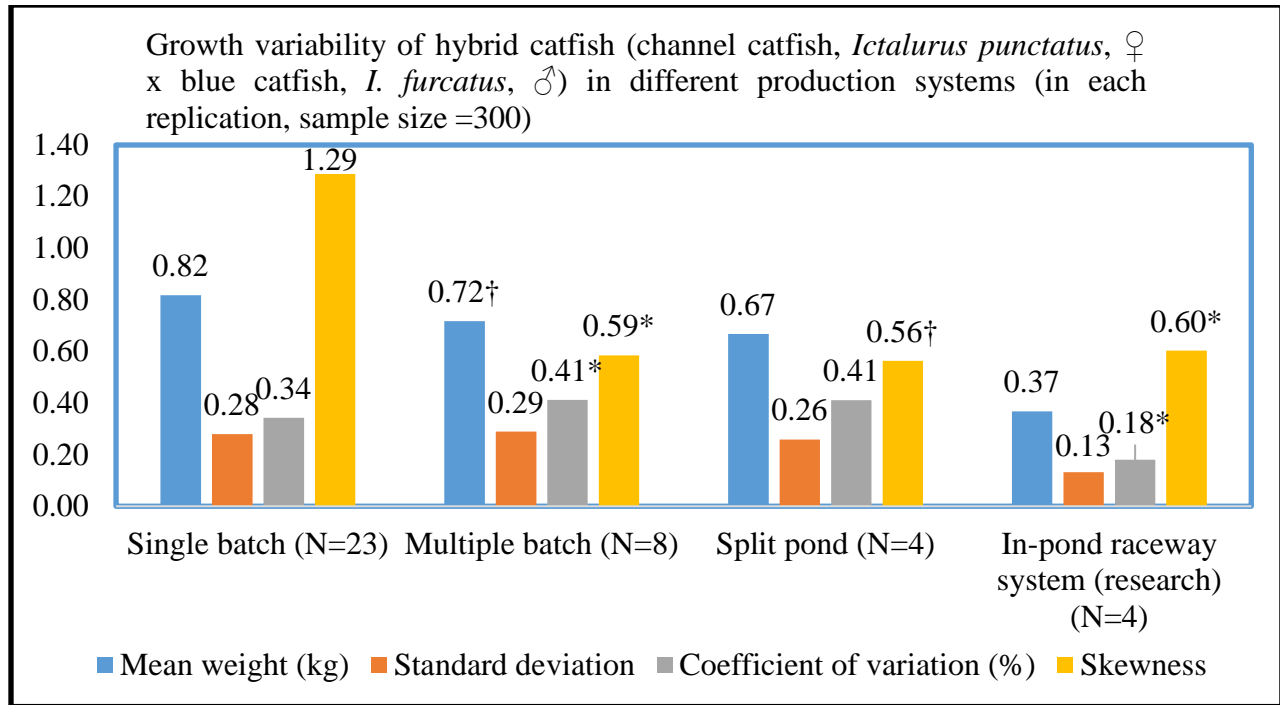 Growth variability of hybrid catfish (channel catfish, Ictalurus punctatus, ♀
x blue catfish, I. furcatus, ♂) in different production systems (in each
replication, sample size =300)
1.40
1.20
1.00
0.80
0.60
0.40
0.20
0.00
0.82
0.28
0.34
1.29
0.72†
0.29
0.41*
0.59*
0.67
0.26
0.41
0.56†
0.37
0.13
0.18*
0.60*
Single batch (N=23)
Multiple batch (N=8)
Split pond (N=4)
In-pond raceway
system (research)
(N=4)
Mean weight (kg)
Standard deviation
Coefficient of variation (%)
Skewness